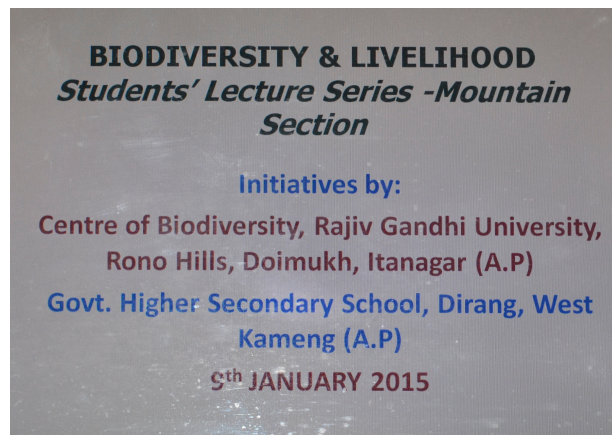 BIODIVERSITY & LIVELIHOOD
Students’ Lecture Series -Mountain
Section
Initiatives by:
Centre of Biodiversity, Rajiv Gandhi University,
Rono Hills, Doimukh, Itanagar (A.P)
Govt. Higher Secondary School, Dirang, West
Kameng (A.P)
9th JANUARY 2015